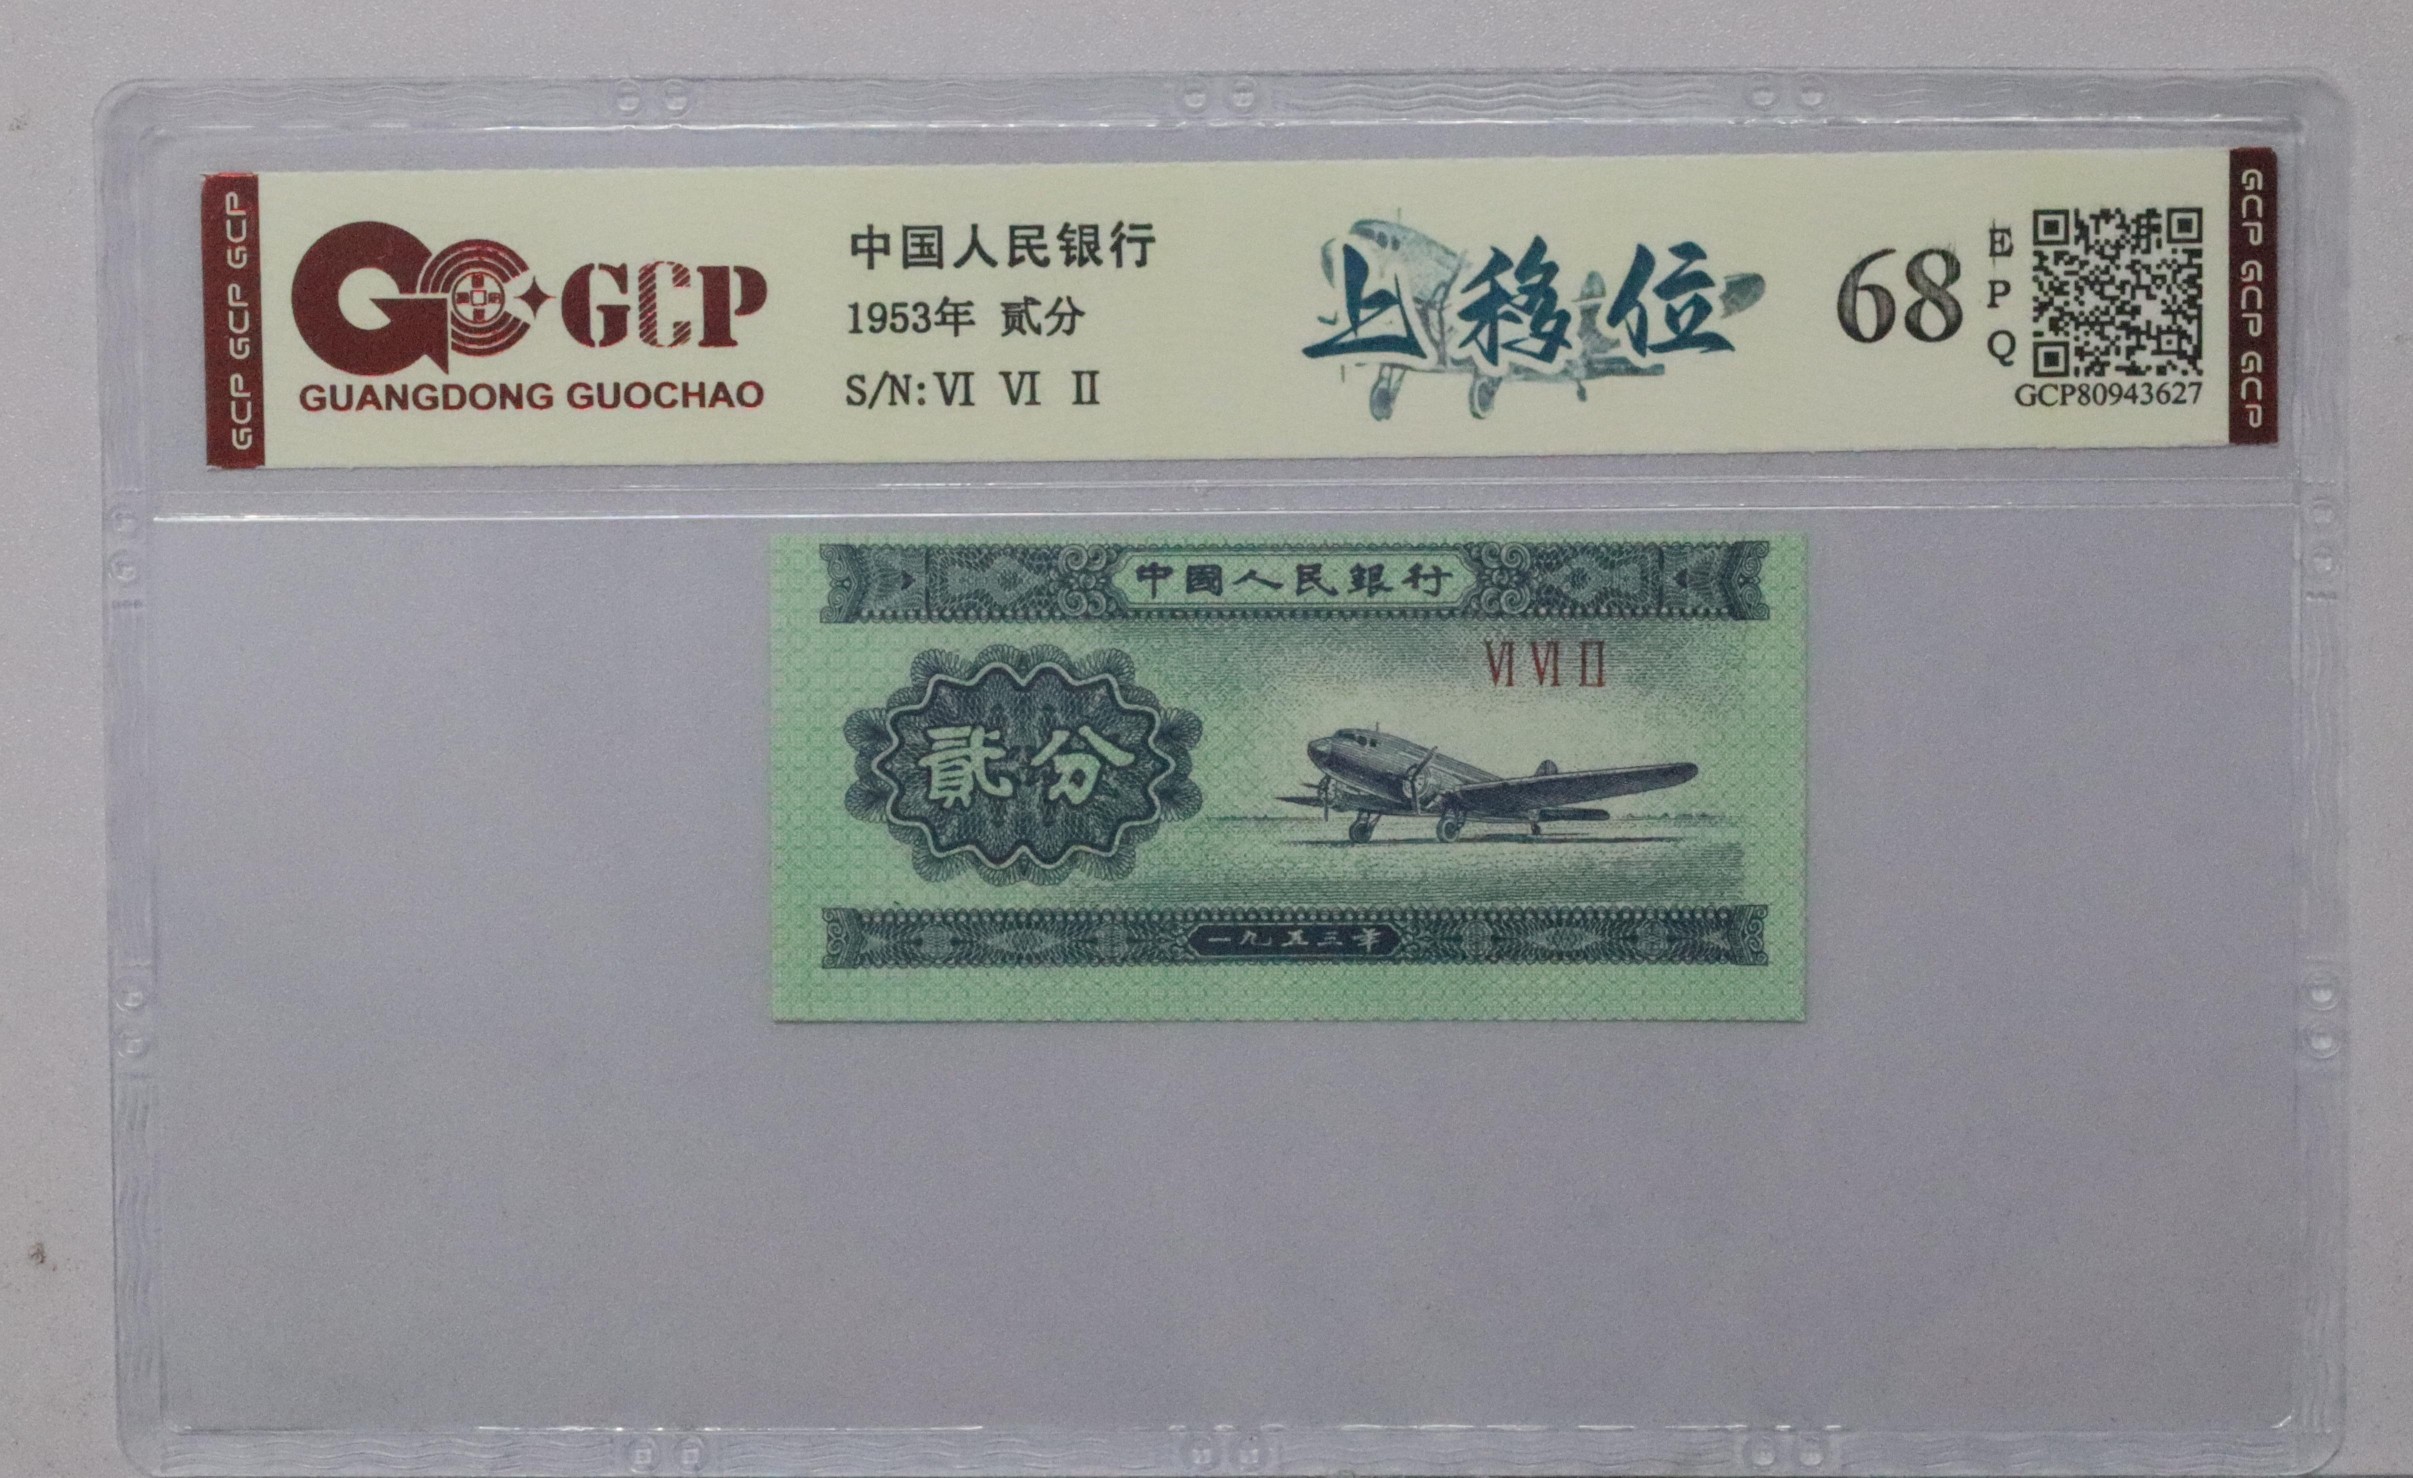 GCP GCP GCP
GCP
GUANGDONG GUOCHAO
中国人民银行
1953年 贰分
S/N:Ⅵ Ⅵ Ⅱ
上移位
68
E
P
Q
GCP80943627
GCP GCP GCP
中國人民銀行
Ⅵ Ⅵ Ⅱ
貳分
一九五三年